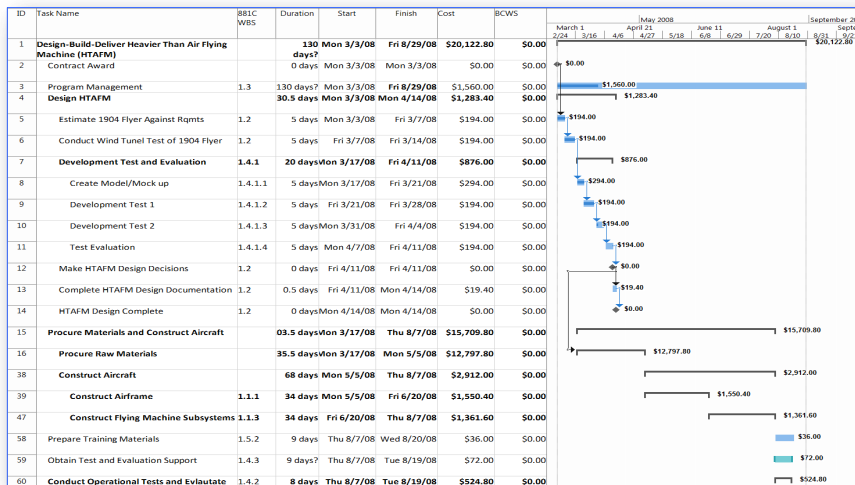 ID Task Name 881C WBS Duration Start Finish Cost BCWS
May 2008 September 20
March 1 April 21 June 11 August 1 Septe
2/24 3/16 4/6 4/27 5/18 6/8 6/29 7/20 8/10 8/31 9/2
1 Design-Build-Deliver Heavier Than Air Flying Machine (HTAFM) 130 days? Mon 3/3/08 Fri 8/29/08 $20,122.80 $0.00 $20,122.80
2 Contract Award 0 days Mon 3/3/08 Mon 3/3/08 $0.00 $0.00 $0.00
3 Program Management 1.3 130 days? Mon 3/3/08 Fri 8/29/08 $1,560.00 $0.00 $1,560.00
4 Design HTAFM 30.5 days Mon 3/3/08 Mon 4/14/08 $1,283.40 $0.00 $1,283.40
5 Estimate 1904 Flyer Against Rqmts 1.2 5 days Mon 3/3/08 Fri 3/7/08 $194.00 $0.00 $194.00
6 Conduct Wind Tunel Test of 1904 Flyer 1.2 5 days Fri 3/7/08 Fri 3/14/08 $194.00 $0.00 $194.00
7 Development Test and Evaluation 1.4.1 20 days Mon 3/17/08 Fri 4/11/08 $876.00 $0.00 $876.00
8 Create Model/Mock up 1.4.1.1 5 days Mon 3/17/08 Fri 3/21/08 $294.00 $0.00 $294.00
9 Development Test 1 1.4.1.2 5 days Fri 3/21/08 Fri 3/28/08 $194.00 $0.00 $194.00
10 Development Test 2 1.4.1.3 5 days Mon 3/31/08 Fri 4/4/08 $194.00 $0.00 $194.00
11 Test Evaluation 1.4.1.4 5 days Mon 4/7/08 Fri 4/11/08 $194.00 $0.00 $194.00
12 Make HTAFM Design Decisions 1.2 0 days Fri 4/11/08 Fri 4/11/08 $0.00 $0.00 $0.00
13 Complete HTAFM Design Documentation 1.2 0.5 days Fri 4/11/08 Mon 4/14/08 $19.40 $0.00 $19.40
14 HTAFM Design Complete 1.2 0 days Mon 4/14/08 Mon 4/14/08 $0.00 $0.00 $0.00
15 Procure Materials and Construct Aircraft 03.5 days Mon 3/17/08 Thu 8/7/08 $15,709.80 $0.00 $15,709.80
16 Procure Raw Materials 35.5 days Mon 3/17/08 Mon 5/5/08 $12,797.80 $0.00 $12,797.80
38 Construct Aircraft 68 days Mon 5/5/08 Thu 8/7/08 $2,912.00 $0.00 $2,912.00
39 Construct Airframe 1.1.1 34 days Mon 5/5/08 Fri 6/20/08 $1,550.40 $0.00 $1,550.40
47 Construct Flying Machine Subsystems 1.1.3 34 days Fri 6/20/08 Thu 8/7/08 $1,361.60 $0.00 $1,361.60
58 Prepare Training Materials 1.5.2 9 days Thu 8/7/08 Wed 8/20/08 $36.00 $0.00 $36.00
59 Obtain Test and Evaluation Support 1.4.3 9 days? Thu 8/7/08 Tue 8/19/08 $72.00 $0.00 $72.00
60 Conduct Operational Tests and Evlautate 1.4.2 8 days Thu 8/7/08 Tue 8/19/08 $524.80 $0.00 $524.80